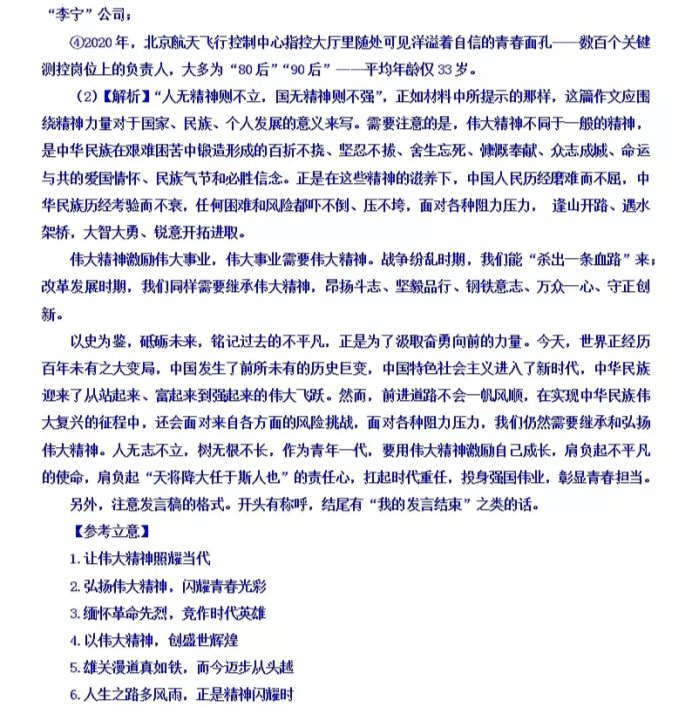 “李宁”公司；
④2020年，北京航天飞行控制中心指控大厅里随处可见洋溢着自信的青春面孔——数百个关键
测控岗位上的负责人，大多为“80后”“90后”——平均年龄仅33岁。
（2）【解析】“人无精神则不立，国无精神则不强”，正如材料中所提示的那样，这篇作文应围
绕精神力量对于国家、民族、个人发展的意义来写。需要注意的是，伟大精神不同于一般的精神，
是中华民族在艰难困苦中锻造形成的百折不挠、坚忍不拔、舍生忘死、慷慨奉献、众志成城、命运
与共的爱国情怀、民族气节和必胜信念。正是在这些精神的滋养下，中国人民历经磨难而不屈，中
华民族历经考验而不衰，任何困难和风险都吓不倒、压不垮，面对各种阻力压力， 逢山开路、遇水
架桥，大智大勇、锐意开拓进取。
伟大精神激励伟大事业，伟大事业需要伟大精神。战争纷乱时期，我们能“杀出一条血路”来；
改革发展时期，我们同样需要继承伟大精神，昂扬斗志、坚毅品行、钢铁意志、万众一心、守正创
新。
以史为鉴，砥砺未来，铭记过去的不平凡，正是为了汲取奋勇向前的力量。今天，世界正经历
百年未有之大变局，中国发生了前所未有的历史巨变，中国特色社会主义进入了新时代，中华民族
迎来了从站起来、富起来到强起来的伟大飞跃。然而，前进道路不会一帆风顺，在实现中华民族伟
大复兴的征程中，还会面对来自各方面的风险挑战，面对各种阻力压力，我们仍然需要继承和弘扬
伟大精神。人无志不立，树无根不长，作为青年一代，要用伟大精神激励自己成长，肩负起不平凡
的使命，肩负起“天将降大任于斯人也”的责任心，扛起时代重任，投身强国伟业，彰显青春担当。
另外，注意发言稿的格式。开头有称呼，结尾有“我的发言结束”之类的话。
【参考立意】
1.让伟大精神照耀当代
2.弘扬伟大精神，闪耀青春光彩
3.缅怀革命先烈，竞作时代英雄
4.以伟大精神，创盛世辉煌
5.雄关漫道真如铁，而今迈步从头越
6.人生之路多风雨，正是精神闪耀时